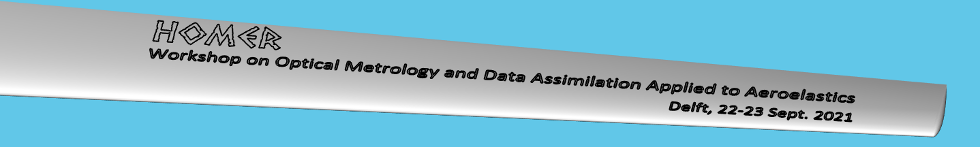 HOMER
Workshop on Optical Metrology and Data Assimilation Applied to Aeroelastics
Delft, 22-23 Sept. 2021